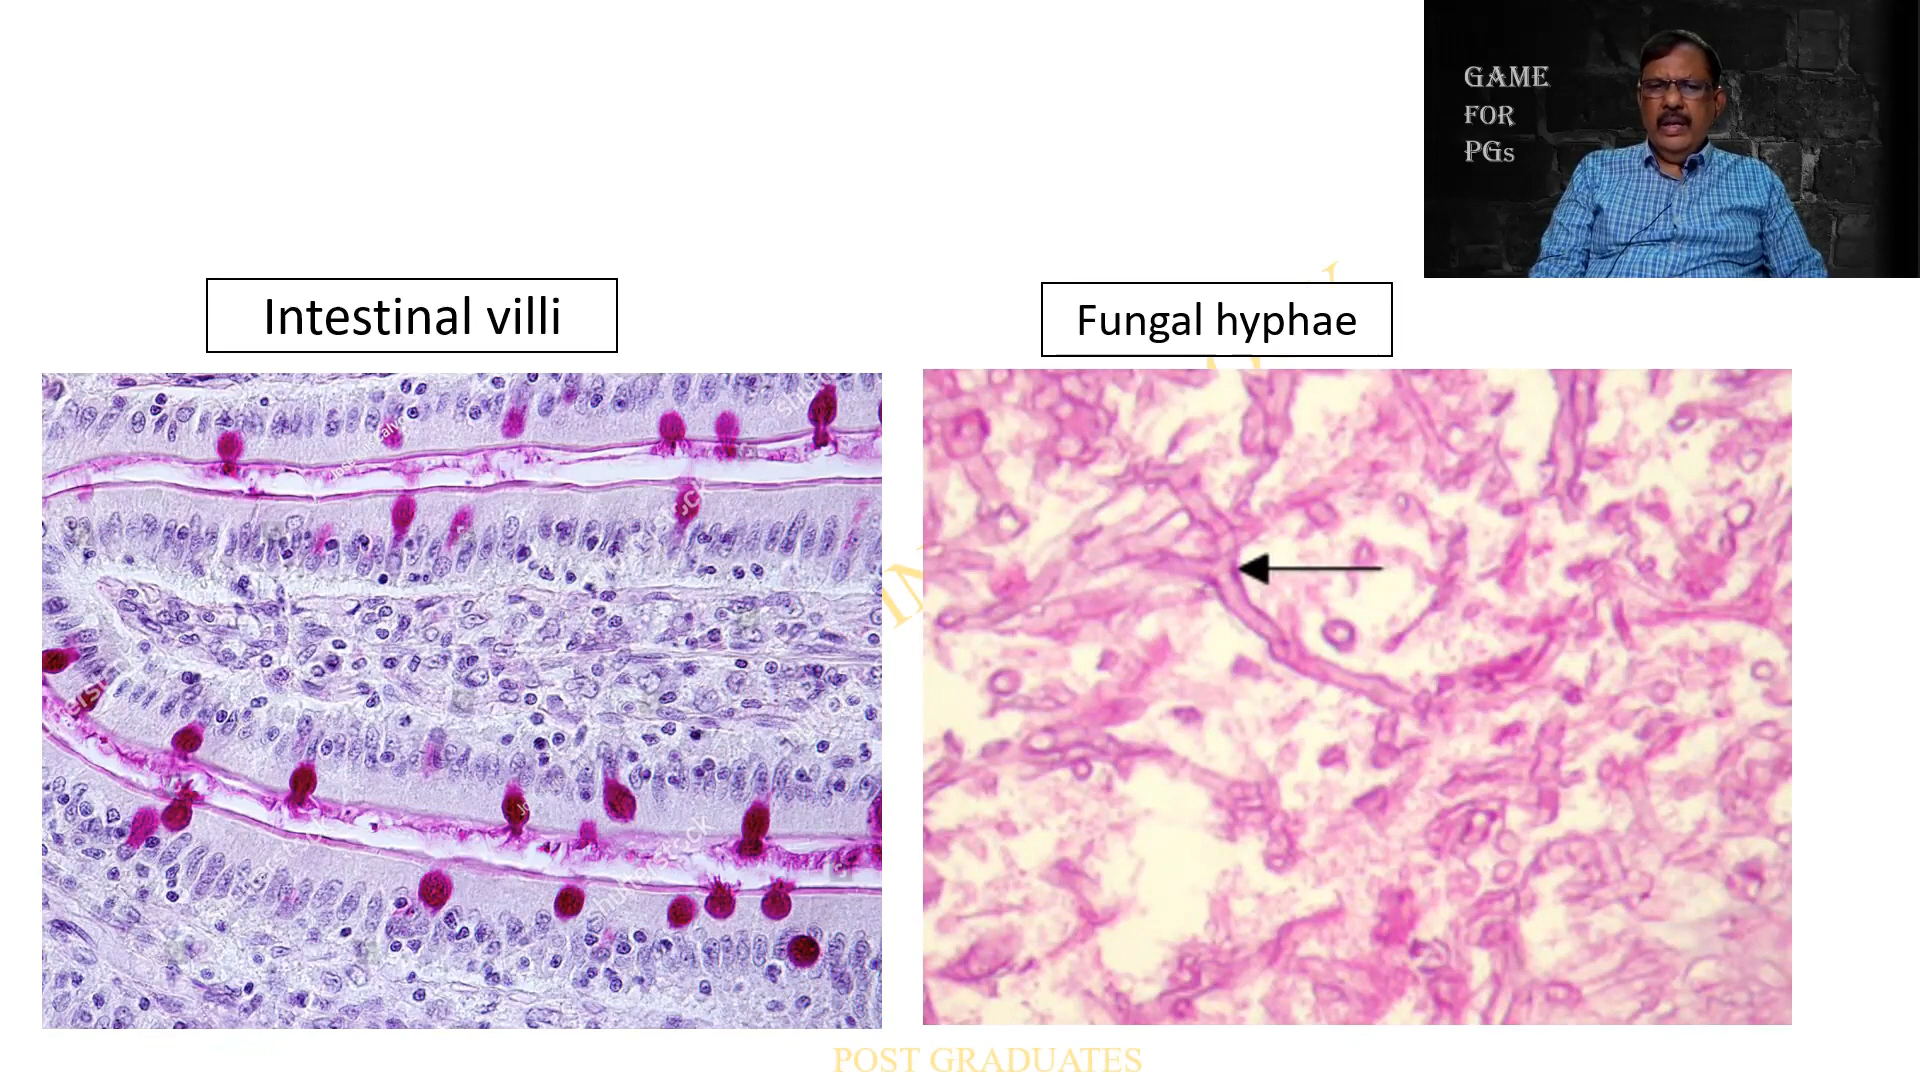 GAME
FOR
PGs
Intestinal villi
Fungal hyphae
POST GRADUATES